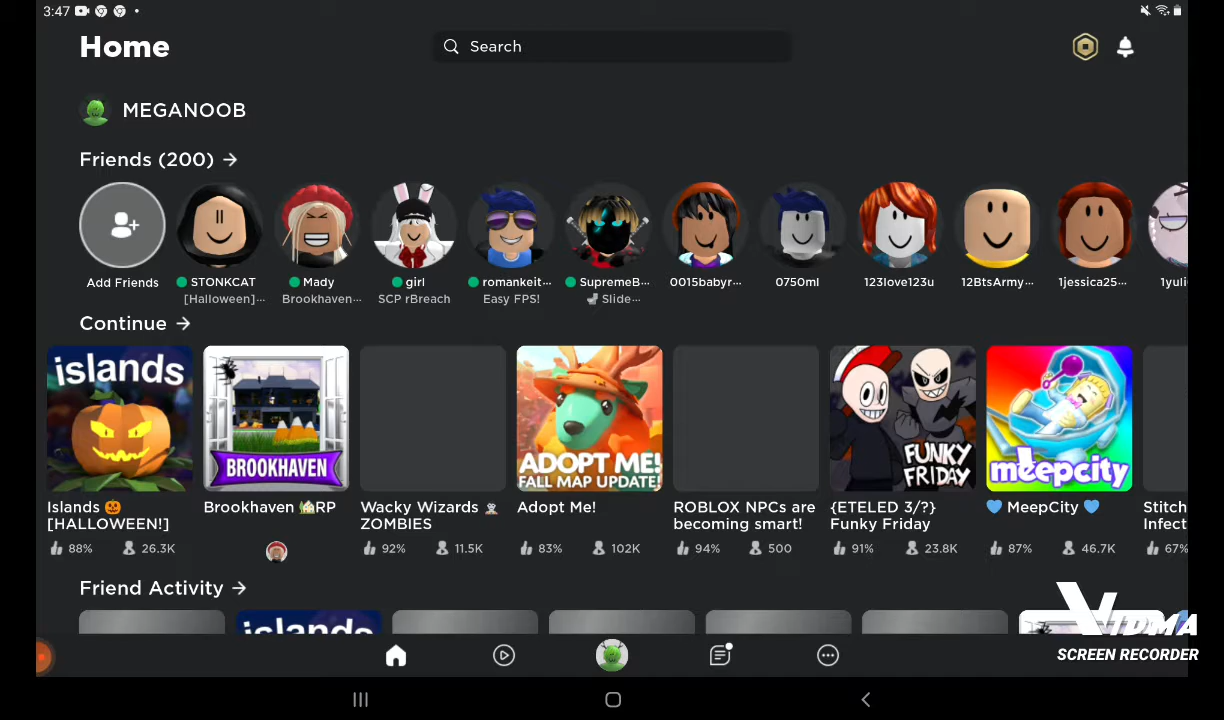 3:47
Home
Search
MEGANOOB
Friends (200) →
Add Friends
STONKCAT
[Halloween]...
Mady
Brookhaven...
girl
SCP rBreach
romankeit...
Easy FPS!
SupremeB...
Slide...
0015babyr...
0750ml
123love123u
12BtsArmy...
1jessica25...
1yuli
Continue →
islands
BROOKHAVEN
ADOPT ME!
FALL MAP UPDATE!
FUNKY
FRIDAY
meepcity
Islands 🎃
[HALLOWEEN!]
88% 26.3K
Brookhaven 🏡RP
Wacky Wizards 🧟
ZOMBIES
92% 11.5K
Adopt Me!
83% 102K
ROBLOX NPCs are
becoming smart!
94% 500
{ETELED 3/?}
Funky Friday
91% 23.8K
💙 MeepCity 💙
87% 46.7K
Stitch
Infect
67%
Friend Activity →
islands
VIDMA
SCREEN RECORDER